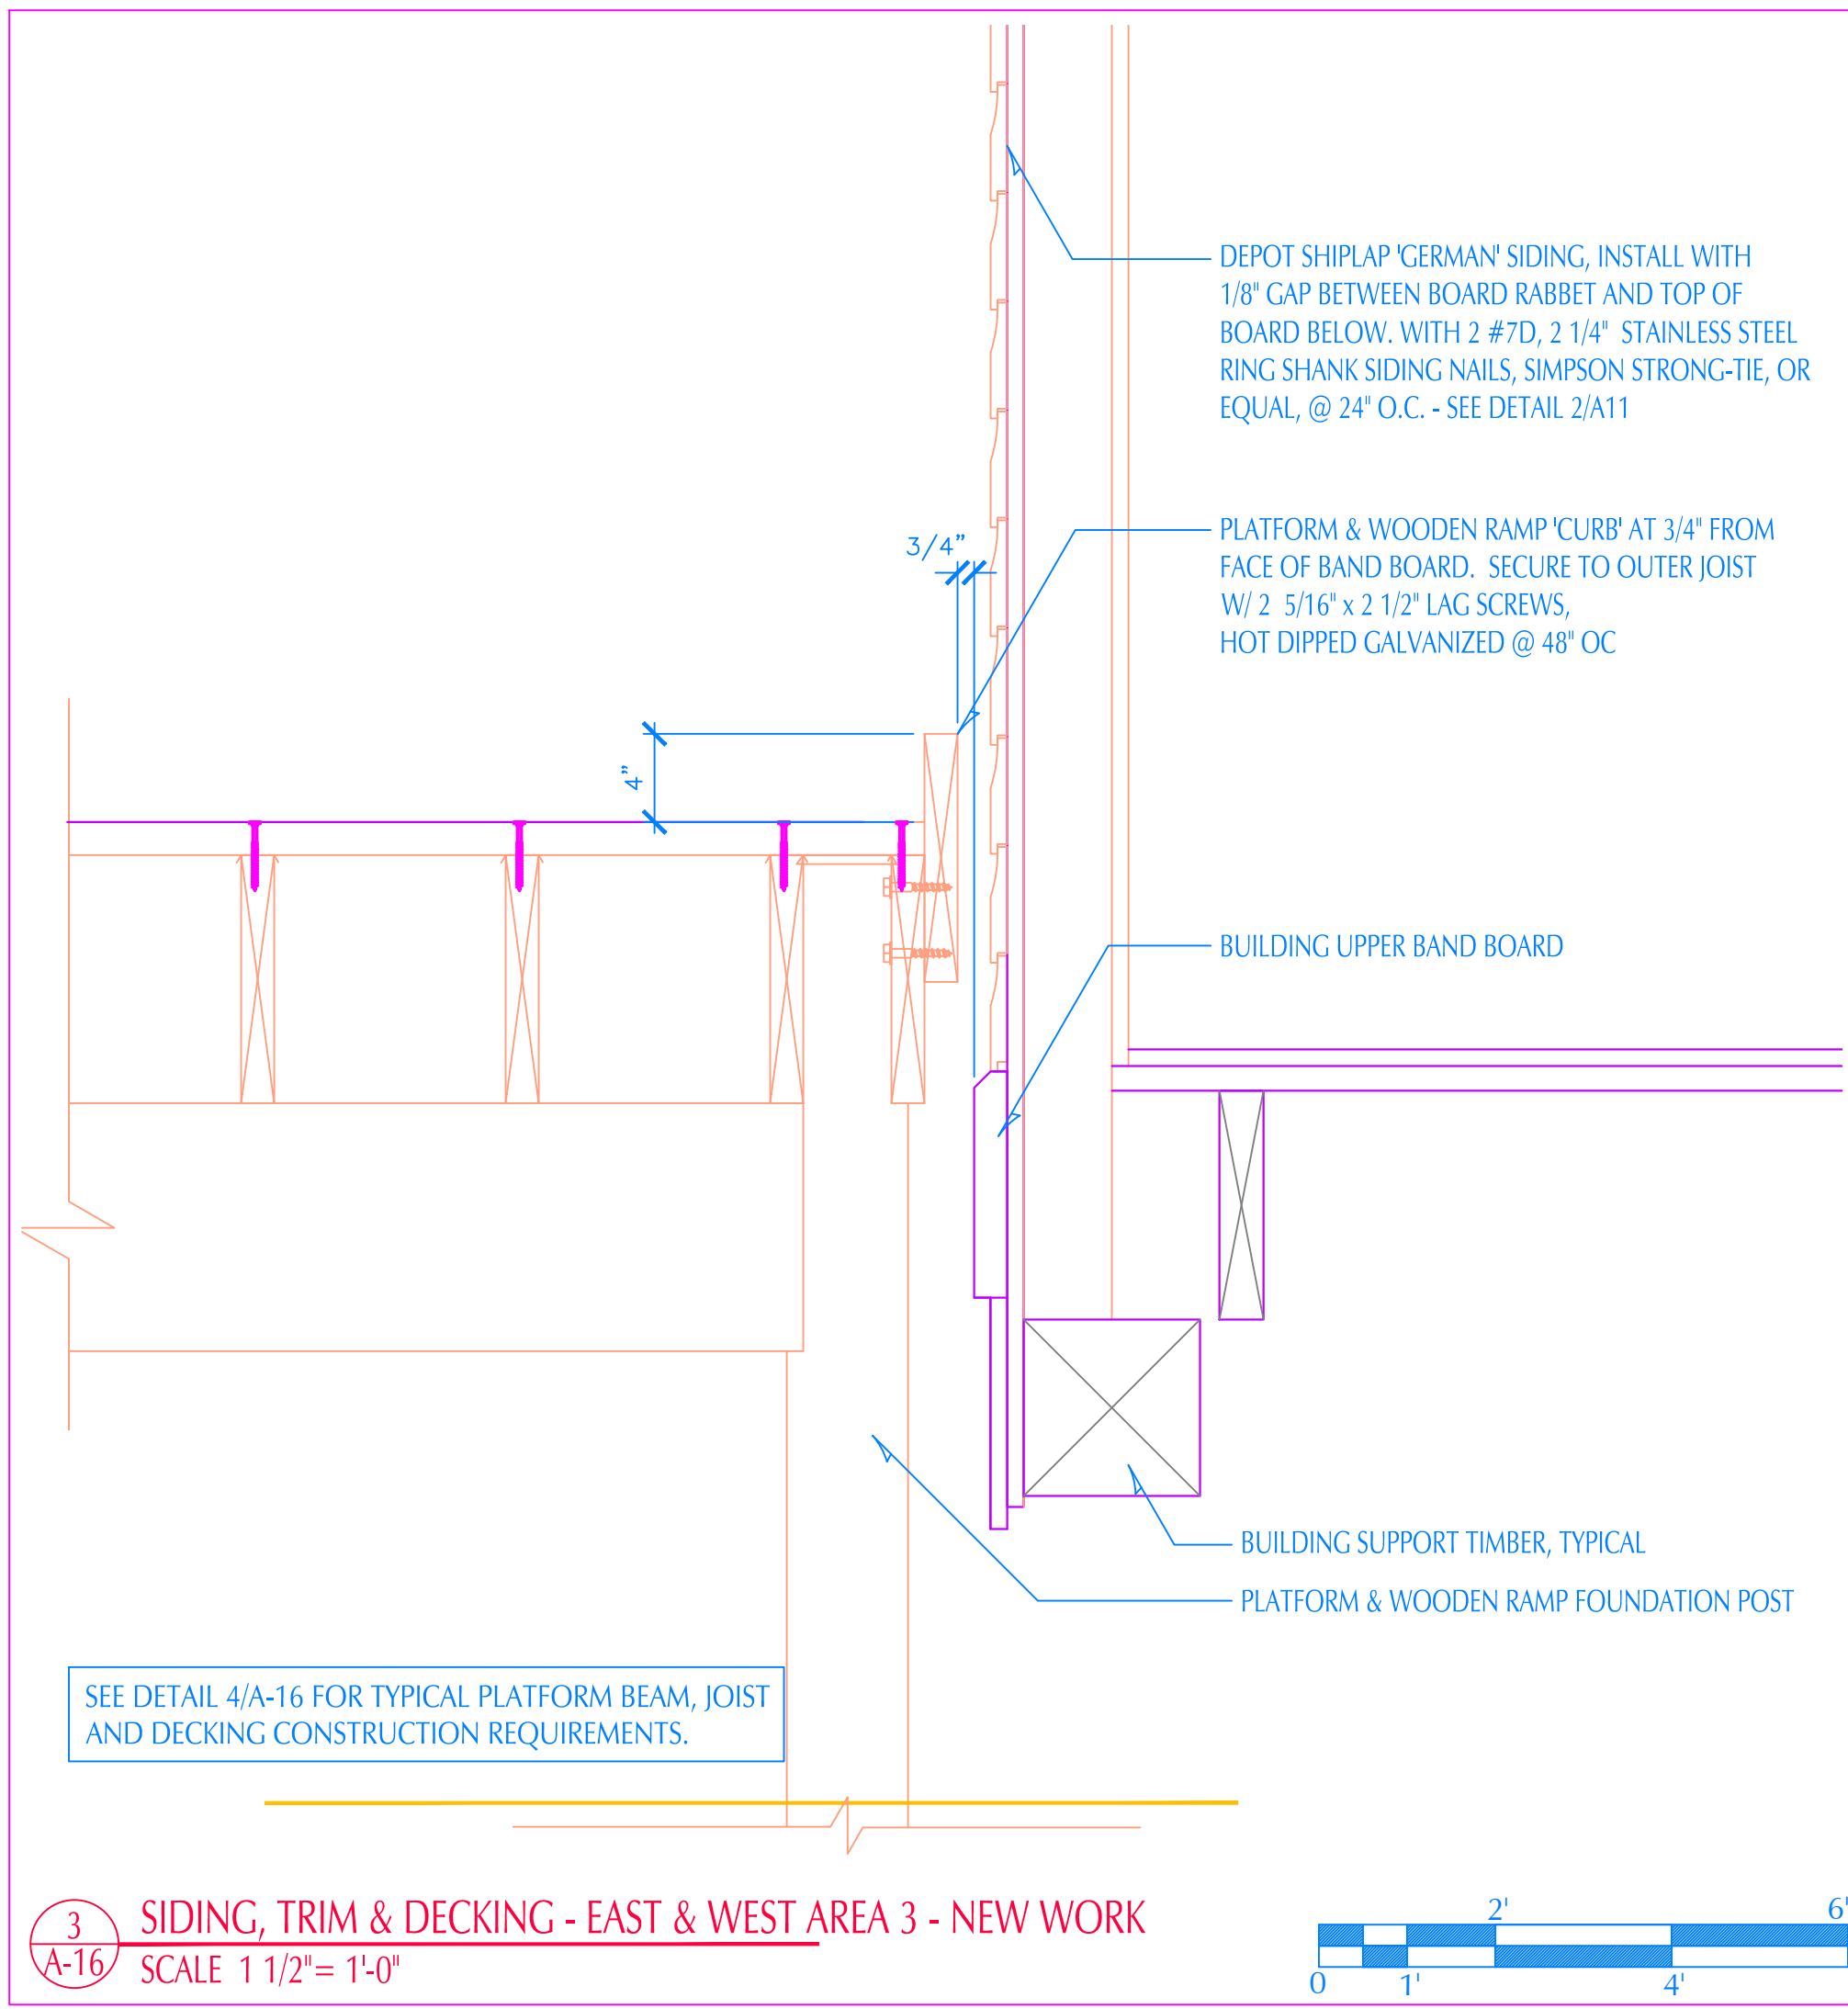 DEPOT SHIPLAP 'GERMAN' SIDING, INSTALL WITH
1/8" GAP BETWEEN BOARD RABBET AND TOP OF
BOARD BELOW. WITH 2 #7D, 2 1/4" STAINLESS STEEL
RING SHANK SIDING NAILS, SIMPSON STRONG-TIE, OR
EQUAL, @ 24" O.C. - SEE DETAIL 2/A11
PLATFORM & WOODEN RAMP 'CURB' AT 3/4" FROM
FACE OF BAND BOARD. SECURE TO OUTER JOIST
W/ 2 5/16" x 2 1/2" LAG SCREWS,
HOT DIPPED GALVANIZED @ 48" OC
3/4"
4"
BUILDING UPPER BAND BOARD
BUILDING SUPPORT TIMBER, TYPICAL
PLATFORM & WOODEN RAMP FOUNDATION POST
SEE DETAIL 4/A-16 FOR TYPICAL PLATFORM BEAM, JOIST
AND DECKING CONSTRUCTION REQUIREMENTS.
3
A-16
SIDING, TRIM & DECKING - EAST & WEST AREA 3 - NEW WORK
SCALE 1 1/2"= 1'-0"
2' 6'
0 1' 4'